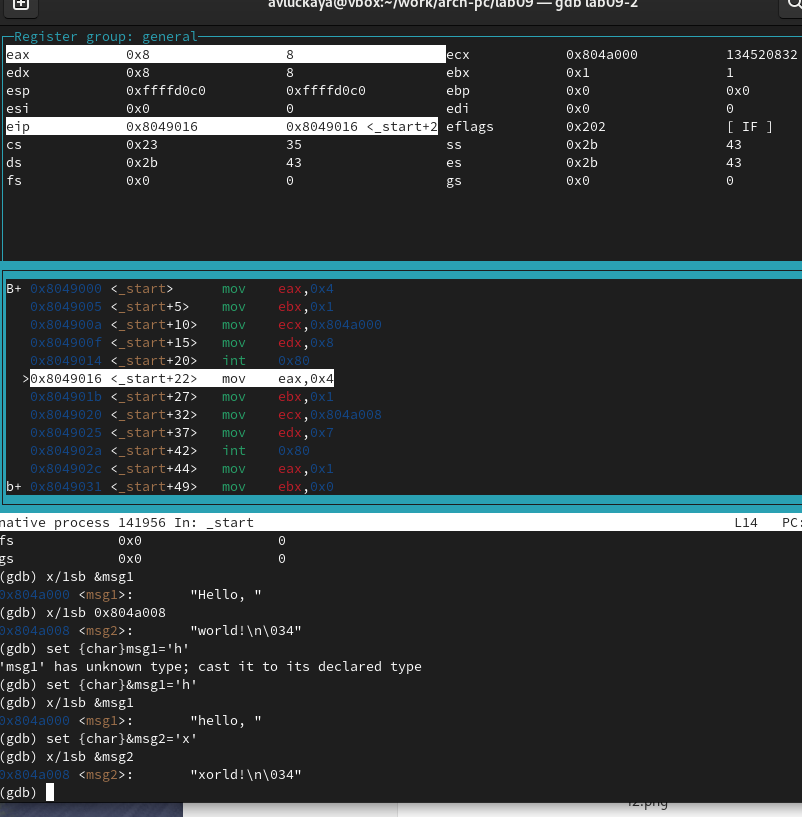 avluckaya@vbox:~/work/arch-pc/lab09 — gdb lab09-2
Register group: general
eax 0x8 8 ecx 0x804a000 134520832
edx 0x8 8 ebx 0x1 1
esp 0xffffd0c0 0xffffd0c0 ebp 0x0 0x0
esi 0x0 0 edi 0x0 0
eip 0x8049016 0x8049016 <_start+2 eflags 0x202 [ IF ]
cs 0x23 35 ss 0x2b 43
ds 0x2b 43 es 0x2b 43
fs 0x0 0 gs 0x0 0
B+ 0x8049000 <_start> mov eax,0x4
0x8049005 <_start+5> mov ebx,0x1
0x804900a <_start+10> mov ecx,0x804a000
0x804900f <_start+15> mov edx,0x8
0x8049014 <_start+20> int 0x80
>0x8049016 <_start+22> mov eax,0x4
0x804901b <_start+27> mov ebx,0x1
0x8049020 <_start+32> mov ecx,0x804a008
0x8049025 <_start+37> mov edx,0x7
0x804902a <_start+42> int 0x80
0x804902c <_start+44> mov eax,0x1
b+ 0x8049031 <_start+49> mov ebx,0x0
native process 141956 In: _start L14 PC:
fs 0x0 0
gs 0x0 0
(gdb) x/1sb &msg1
0x804a000 <msg1>: "Hello, "
(gdb) x/1sb 0x804a008
0x804a008 <msg2>: "world!\n\034"
(gdb) set {char}msg1='h'
'msg1' has unknown type; cast it to its declared type
(gdb) set {char}&msg1='h'
(gdb) x/1sb &msg1
0x804a000 <msg1>: "hello, "
(gdb) set {char}&msg2='x'
(gdb) x/1sb &msg2
0x804a008 <msg2>: "xorld!\n\034"
(gdb)